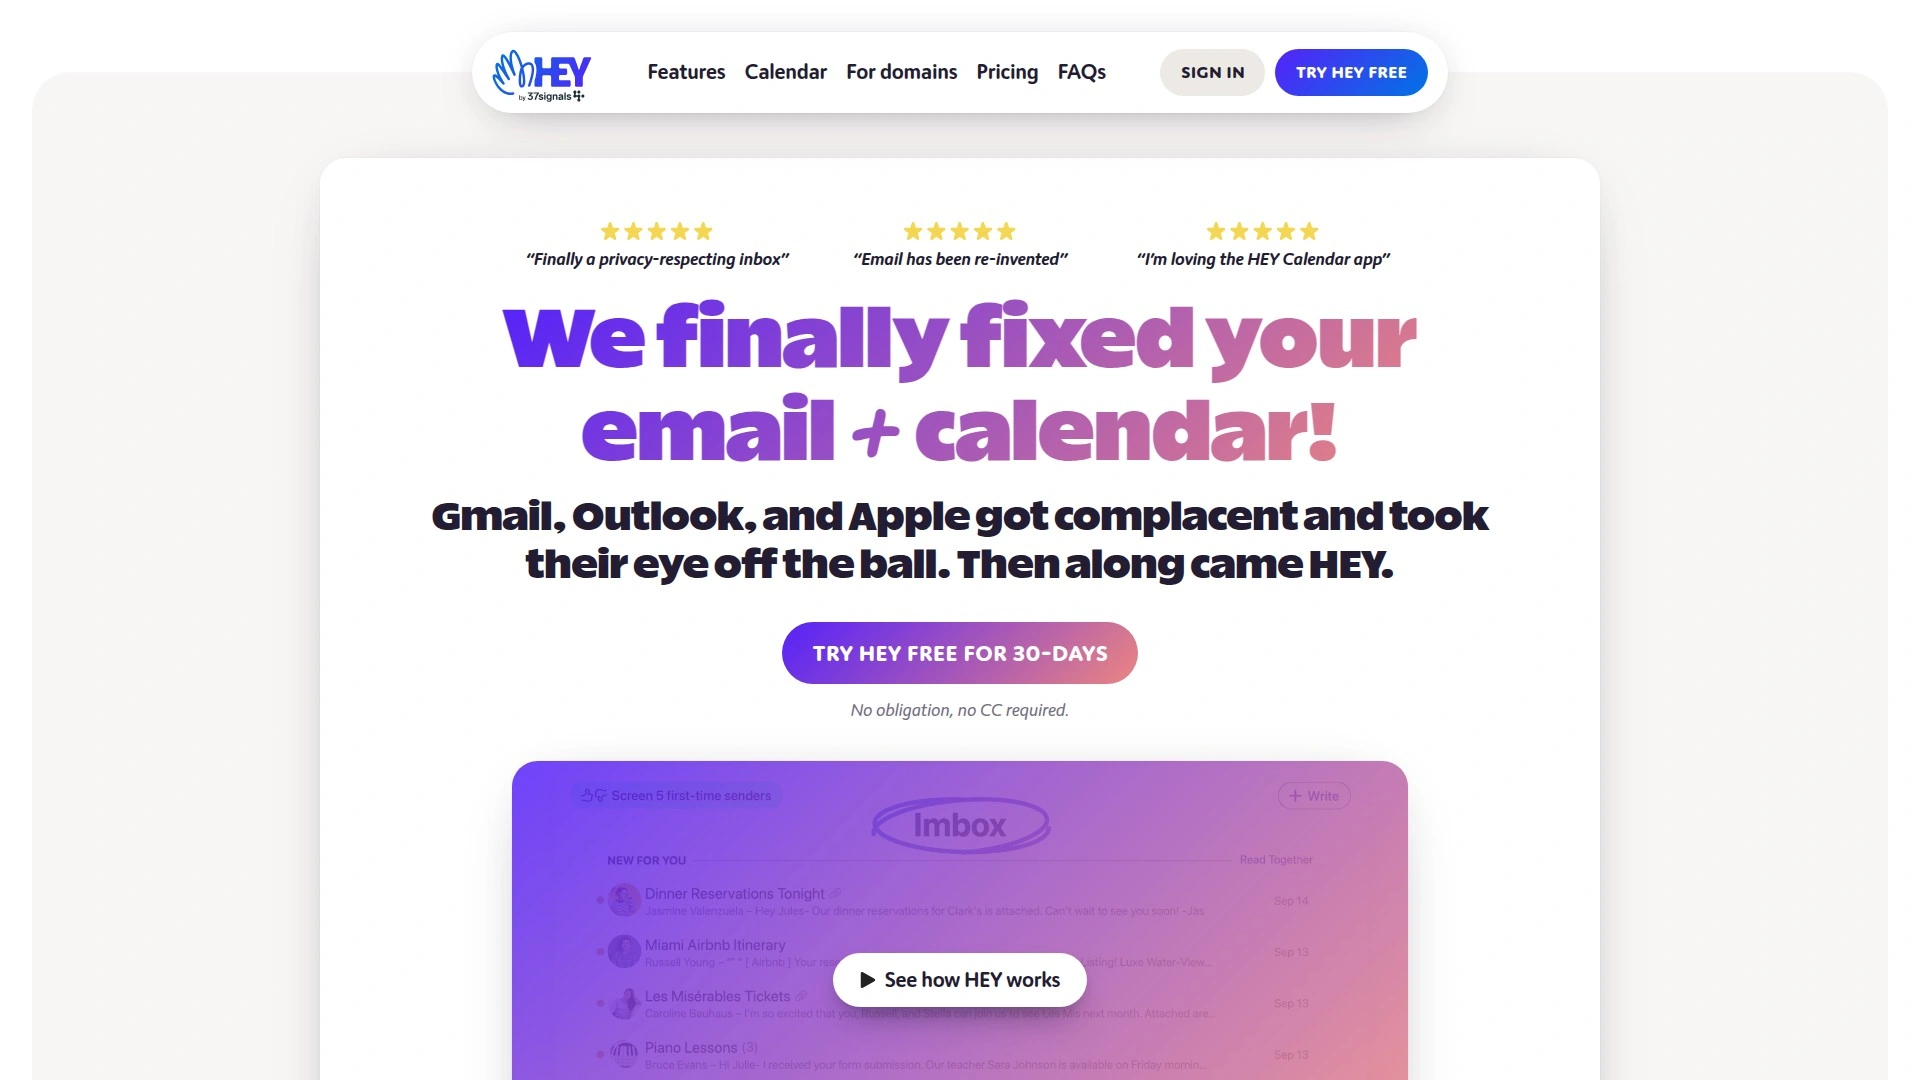 HEY
by 37signals
Features
Calendar
For domains
Pricing
FAQs
SIGN IN
TRY HEY FREE
“Finally a privacy-respecting inbox”
“Email has been re-invented”
“I’m loving the HEY Calendar app”
We finally fixed your
email + calendar!
Gmail, Outlook, and Apple got complacent and took
their eye off the ball. Then along came HEY.
TRY HEY FREE FOR 30-DAYS
No obligation, no CC required.
Screen 5 first-time senders
Write
Imbox
NEW FOR YOU
Read Together
Dinner Reservations Tonight
Jasmine Valenzuela – Hey Jules- Our dinner reservations for Clark's is attached. Can't wait to see you soon! -Jas
Sep 14
Miami Airbnb Itinerary
Russell Young – "" " [ Airbnb ] Your Listing! Luxe Water-View...
Sep 13
See how HEY works
Les Misérables Tickets
Caroline Bauhaus – I'm so excited that you, Russell, and Stella can join us to see Les Mis next month. Attached are...
Sep 13
Piano Lessons (3)
Bruce Evans – Hi Julie- I received your form submission. Our teacher Sara Johnson is available on Friday mornin...
Sep 13